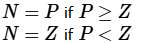 N = P if P ≥ Z
N = Z if P < Z